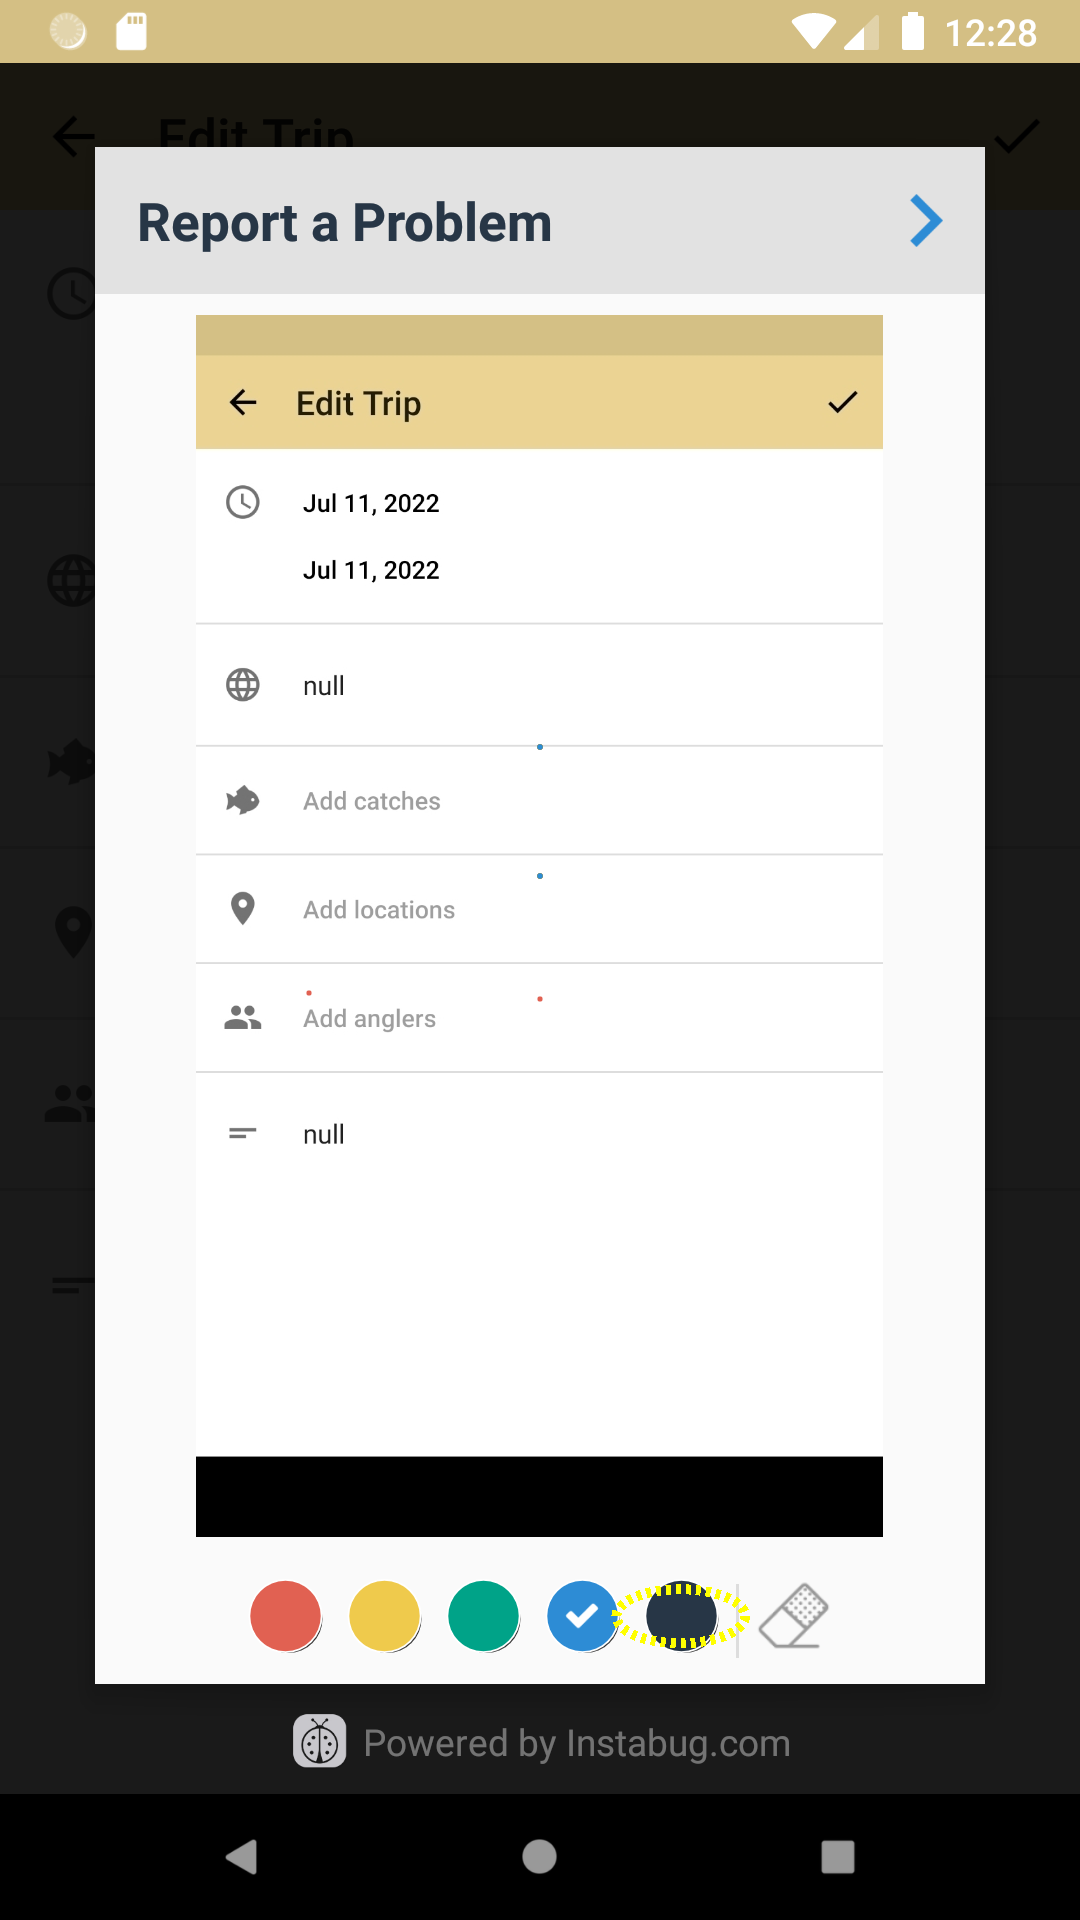 12:28
Edit Trip
Report a Problem
Edit Trip
Jul 11, 2022
Jul 11, 2022
null
Add catches
Add locations
Add anglers
null
Powered by Instabug.com